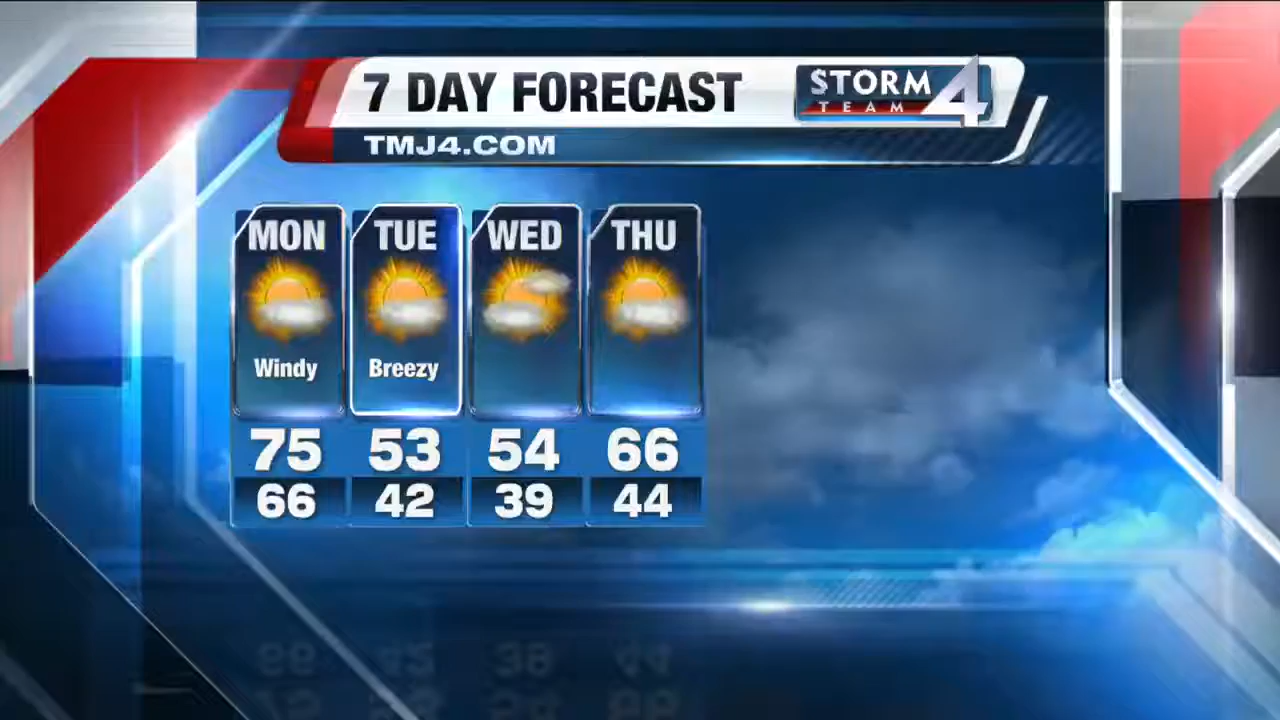 7 DAY FORECAST
STORM 4
TEAM
TMJ4.COM
MON TUE WED THU
Windy Breezy
75 53 54 66
66 42 39 44